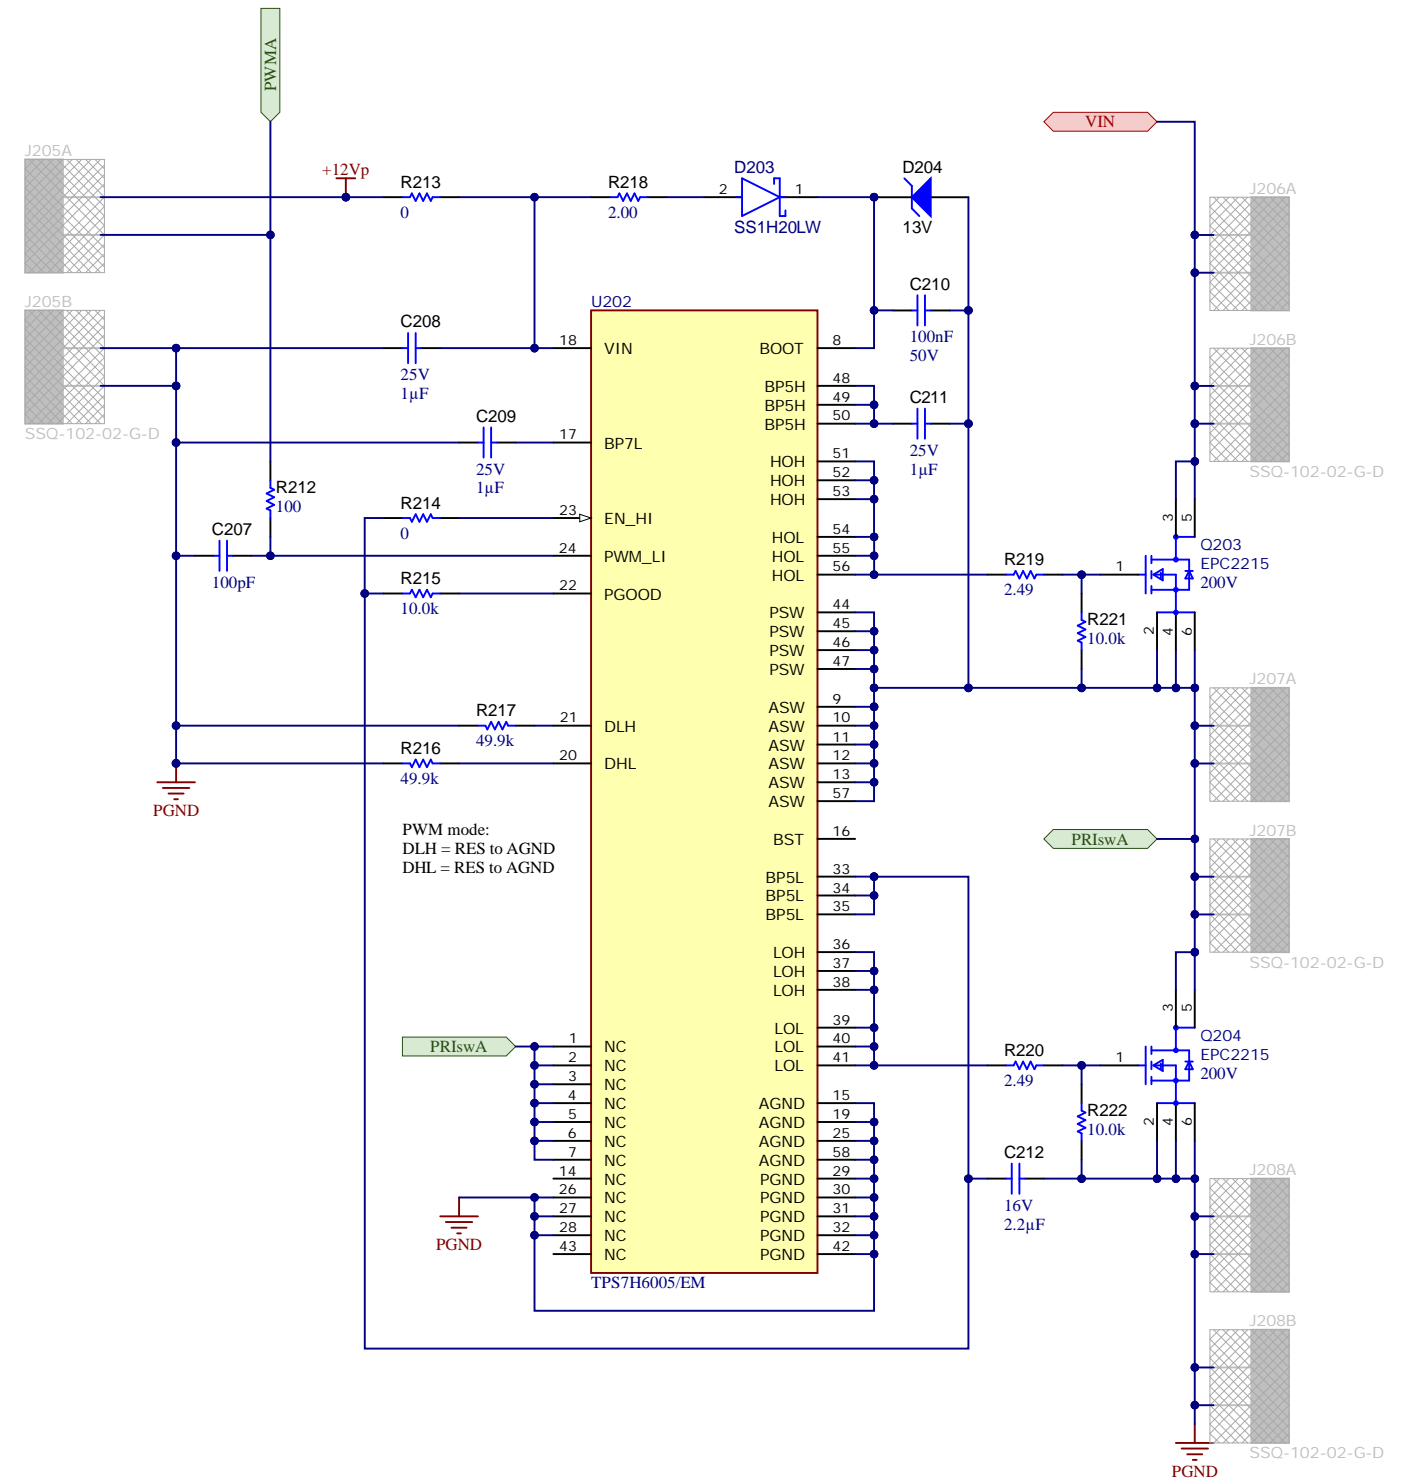 PWMA
J205A
+12Vp
R213
0
R218
2.00
2
D203
1
SS1H20LW
D204
13V
VIN
J206A
J205B
SSQ-102-02-G-D
C208
25V
1µF
U202
C210
100nF
50V
J206B
SSQ-102-02-G-D
18 VIN
BOOT 8
C209
25V
1µF
17 BP7L
BP5H 48
BP5H 49
BP5H 50
C211
25V
1µF
R212
100
R214
0
23 EN_HI
C207
100pF
24 PWM_LI
R215
10.0k
22 PGOOD
HOH 51
HOH 52
HOH 53
HOL 54
HOL 55
HOL 56
R219
2.49
3 5
1
Q203
EPC2215
200V
R221
10.0k
2 4 6
PSW 44
PSW 45
PSW 46
PSW 47
R217
49.9k
21 DLH
R216
49.9k
20 DHL
PGND
ASW 9
ASW 10
ASW 11
ASW 12
ASW 13
ASW 57
J207A
PWM mode:
DLH = RES to AGND
DHL = RES to AGND
BST 16
PRIswA
J207B
SSQ-102-02-G-D
BP5L 33
BP5L 34
BP5L 35
LOH 36
LOH 37
LOH 38
LOL 39
LOL 40
LOL 41
R220
2.49
3 5
1
Q204
EPC2215
200V
R222
10.0k
2 4 6
C212
16V
2.2µF
PRIswA
1 NC
2 NC
3 NC
4 NC
5 NC
6 NC
7 NC
14 NC
26 NC
27 NC
28 NC
43 NC
PGND
AGND 15
AGND 19
AGND 25
AGND 58
PGND 29
PGND 30
PGND 31
PGND 32
PGND 42
TPS7H6005/EM
J208A
J208B
SSQ-102-02-G-D
PGND